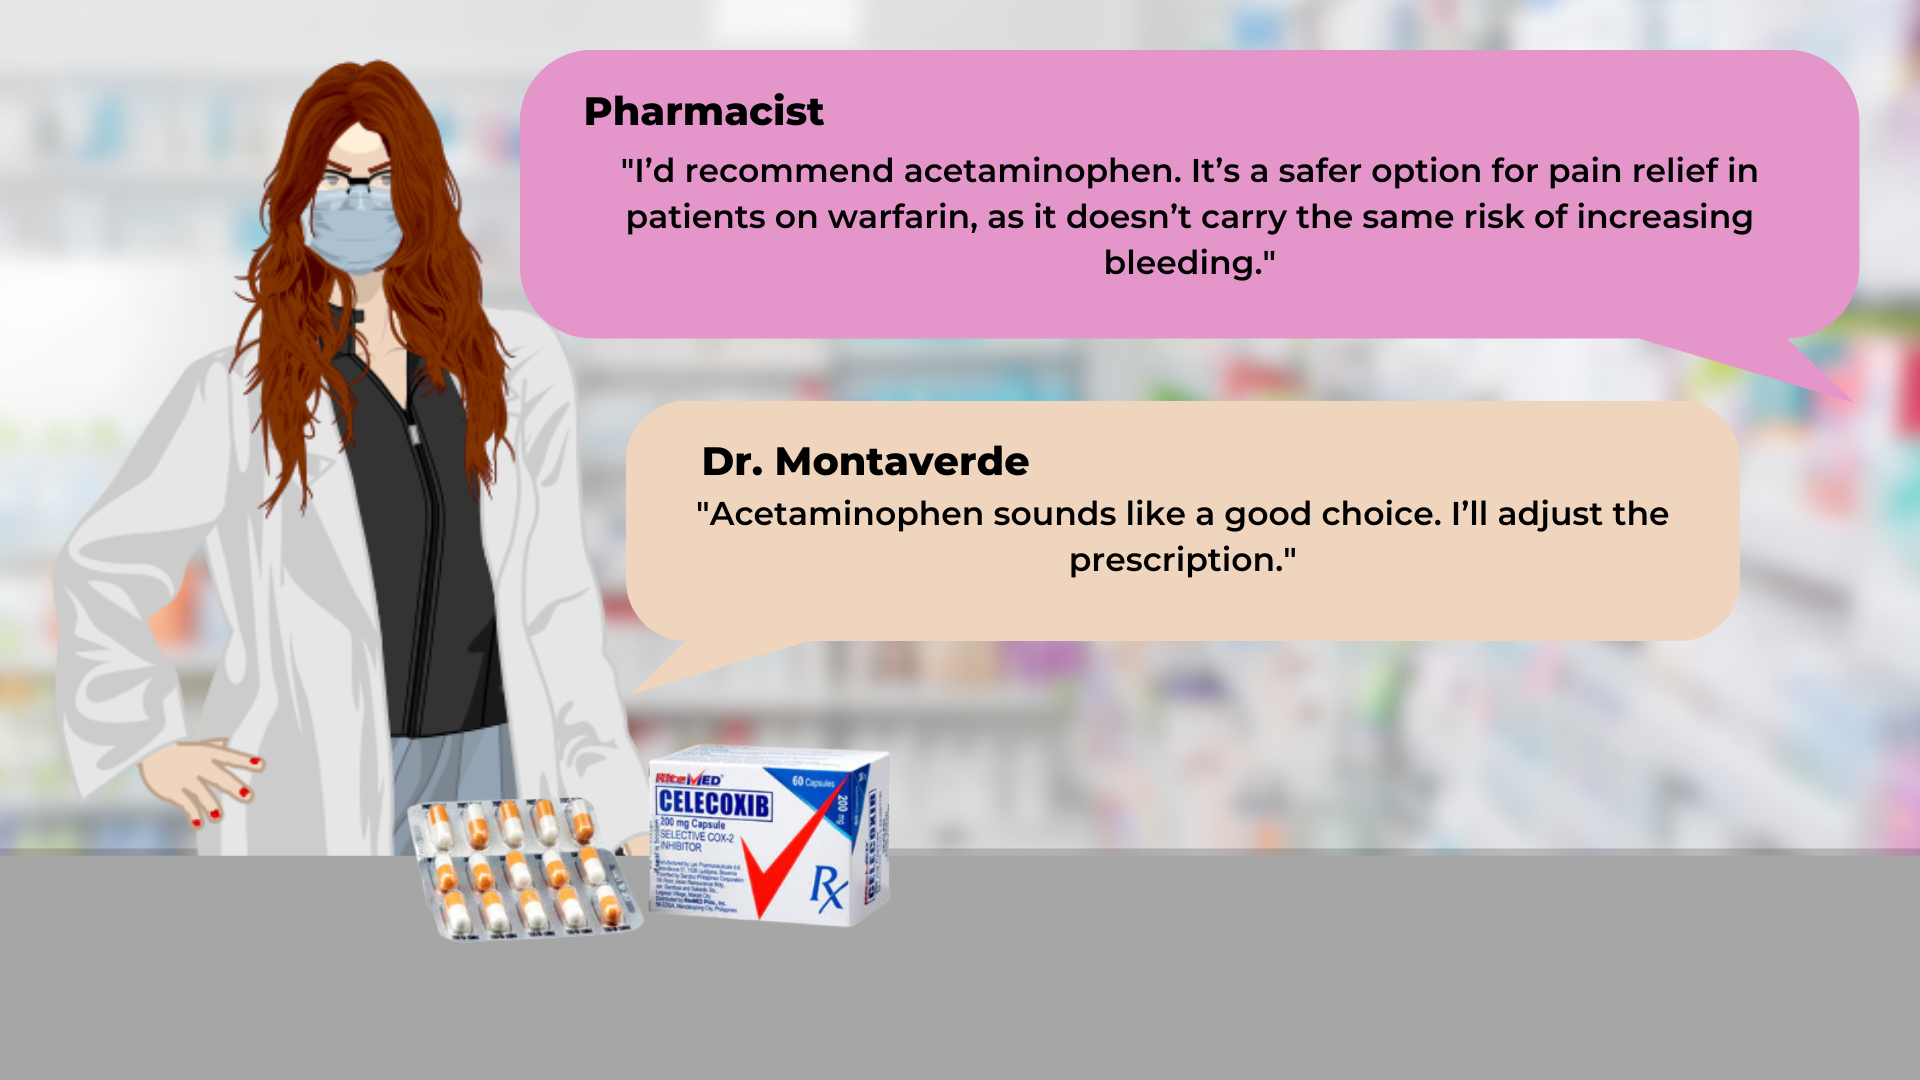 Pharmacist
"I’d recommend acetaminophen. It’s a safer option for pain relief in
patients on warfarin, as it doesn’t carry the same risk of increasing
bleeding."
Dr. Montaverde
"Acetaminophen sounds like a good choice. I’ll adjust the
prescription."
RiteMED
60 Capsules
CELECOXIB
200 mg
200 mg Capsule
SELECTIVE COX-2
INHIBITOR
Rx
CELECOXIB